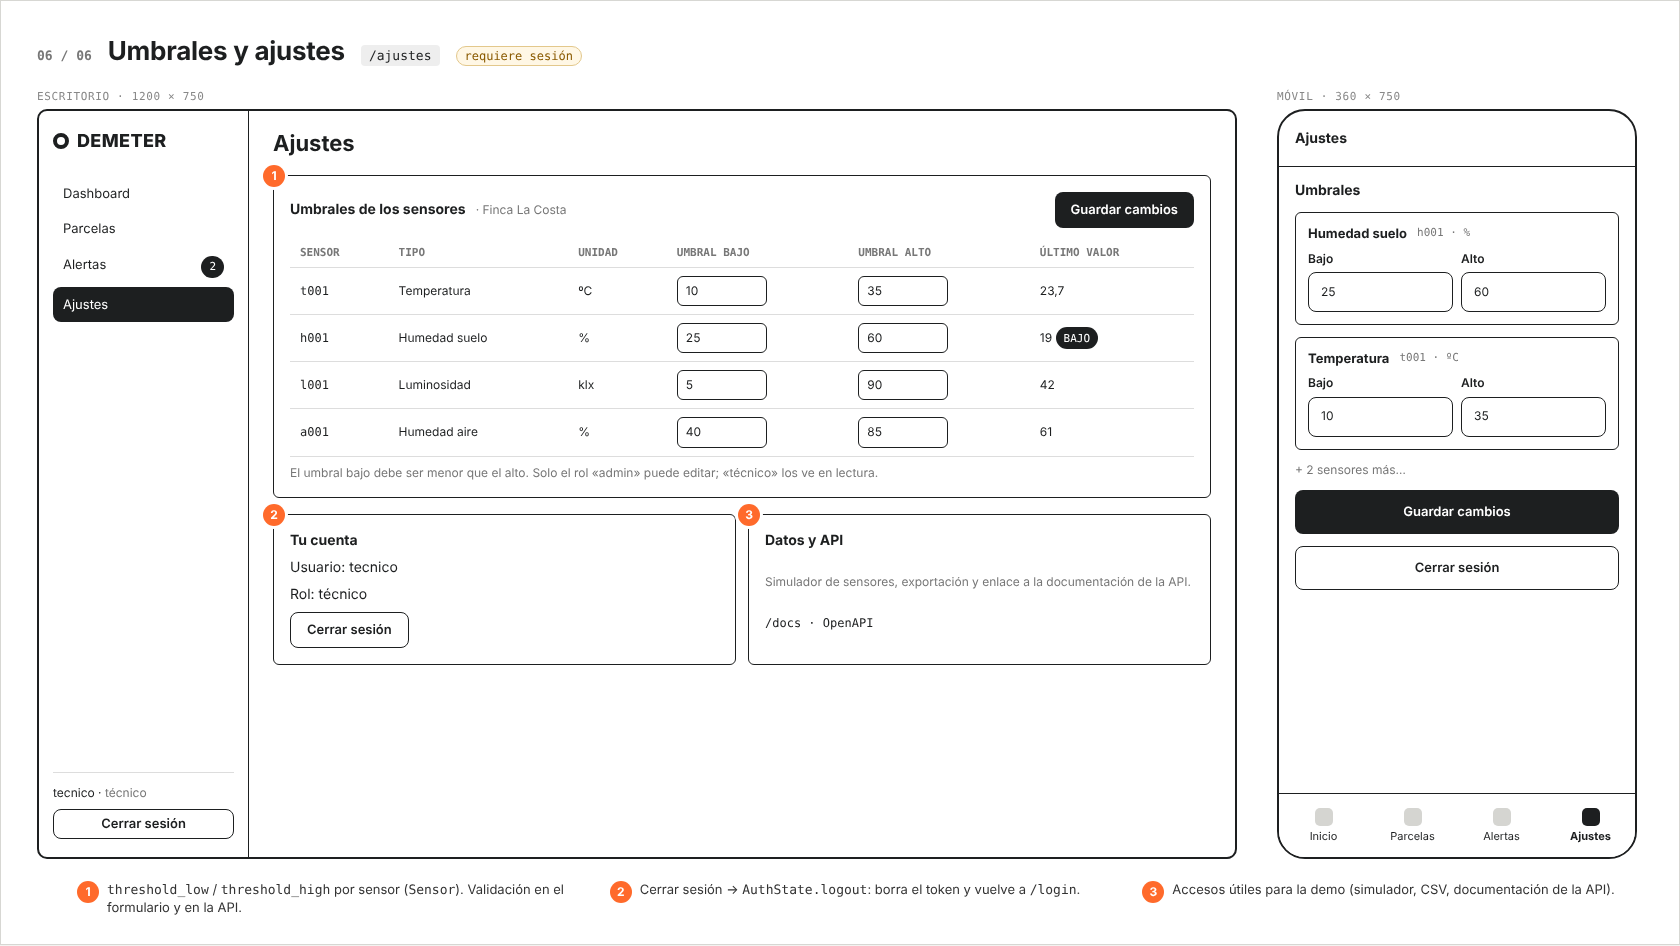 06 / 06 Umbrales y ajustes /ajustes requiere sesión
ESCRITORIO · 1200 × 750
DEMETER
Dashboard
Parcelas
Alertas 2
Ajustes
tecnico · técnico
Cerrar sesión
Ajustes
1
Umbrales de los sensores · Finca La Costa Guardar cambios
SENSOR TIPO UNIDAD UMBRAL BAJO UMBRAL ALTO ÚLTIMO VALOR
t001 Temperatura ºC 10 35 23,7
h001 Humedad suelo % 25 60 19 BAJO
l001 Luminosidad klx 5 90 42
a001 Humedad aire % 40 85 61
El umbral bajo debe ser menor que el alto. Solo el rol «admin» puede editar; «técnico» los ve en lectura.
2
Tu cuenta
Usuario: tecnico
Rol: técnico
Cerrar sesión
3
Datos y API
Simulador de sensores, exportación y enlace a la documentación de la API.
/docs · OpenAPI
MÓVIL · 360 × 750
Ajustes
Umbrales
Humedad suelo h001 · %
Bajo Alto
25 60
Temperatura t001 · ºC
Bajo Alto
10 35
+ 2 sensores más…
Guardar cambios
Cerrar sesión
Inicio Parcelas Alertas Ajustes
1 threshold_low / threshold_high por sensor (Sensor). Validación en el
formulario y en la API.
2 Cerrar sesión → AuthState.logout: borra el token y vuelve a /login.
3 Accesos útiles para la demo (simulador, CSV, documentación de la API).